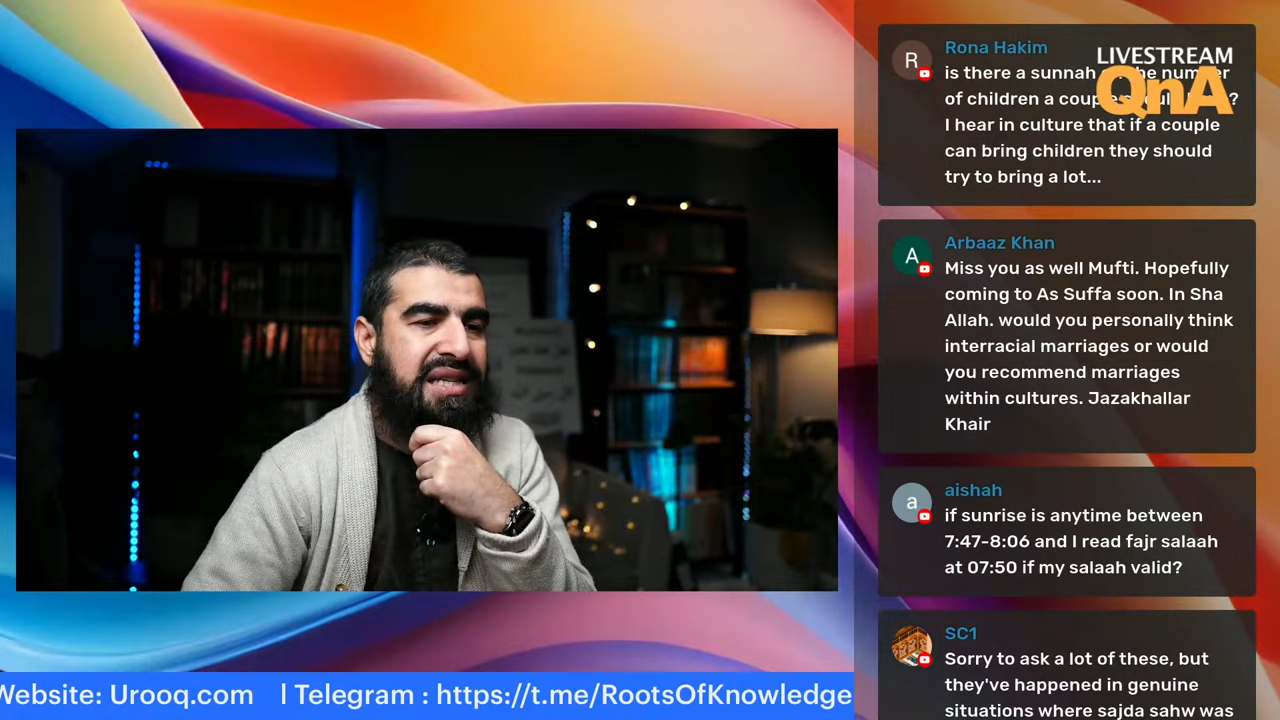 R
Rona Hakim
is there a sunnah
of children a couple
?
I hear in culture that if a couple
can bring children they should
try to bring a lot...
LIVESTREAM
QnA
A
Arbaaz Khan
Miss you as well Mufti. Hopefully
coming to As Suffa soon. In Sha
Allah. would you personally think
interracial marriages or would
you recommend marriages
within cultures. Jazakhallar
Khair
a
aishah
if sunrise is anytime between
7:47-8:06 and I read fajr salaah
at 07:50 if my salaah valid?
SC1
Sorry to ask a lot of these, but
they've happened in genuine
situations where sajda sahw was
Website: Urooq.com | Telegram : https://t.me/RootsOfKnowledge